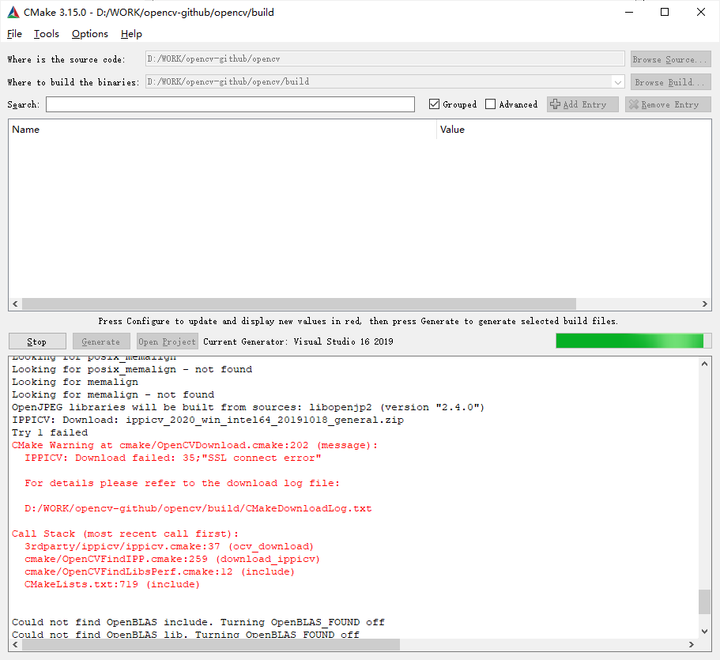 CMake 3.15.0 - D:/WORK/opencv-github/opencv/build
File Tools Options Help
Where is the source code: D:/WORK/opencv-github/opencv Browse Source...
Where to build the binaries: D:/WORK/opencv-github/opencv/build Browse Build...
Search: Grouped Advanced Add Entry Remove Entry
Name Value
Press Configure to update and display new values in red, then press Generate to generate selected build files.
Stop Generate Open Project Current Generator: Visual Studio 16 2019
Looking for posix_memalign
Looking for posix_memalign - not found
Looking for memalign
Looking for memalign - not found
OpenJPEG libraries will be built from sources: libopenjp2 (version "2.4.0")
IPPICV: Download: ippicv_2020_win_intel64_20191018_general.zip
Try 1 failed
CMake Warning at cmake/OpenCVDownload.cmake:202 (message):
IPPICV: Download failed: 35;"SSL connect error"
For details please refer to the download log file:
D:/WORK/opencv-github/opencv/build/CMakeDownloadLog.txt
Call Stack (most recent call first):
3rdparty/ippicv/ippicv.cmake:37 (ocv_download)
cmake/OpenCVFindIPP.cmake:259 (download_ippicv)
cmake/OpenCVFindLibsPerf.cmake:12 (include)
CMakeLists.txt:719 (include)
Could not find OpenBLAS include. Turning OpenBLAS_FOUND off
Could not find OpenBLAS lib. Turning OpenBLAS_FOUND off